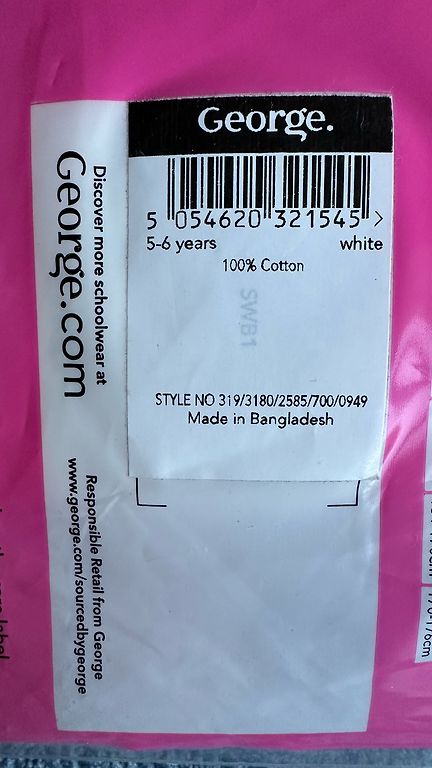 George.
5 054620 321545 >
5-6 years white
100% Cotton
SWB1
STYLE NO 319/3180/2585/700/0949
Made in Bangladesh
Discover more schoolwear at
George.com
Responsible Retail from George
www.george.com/sourcedbygeorge